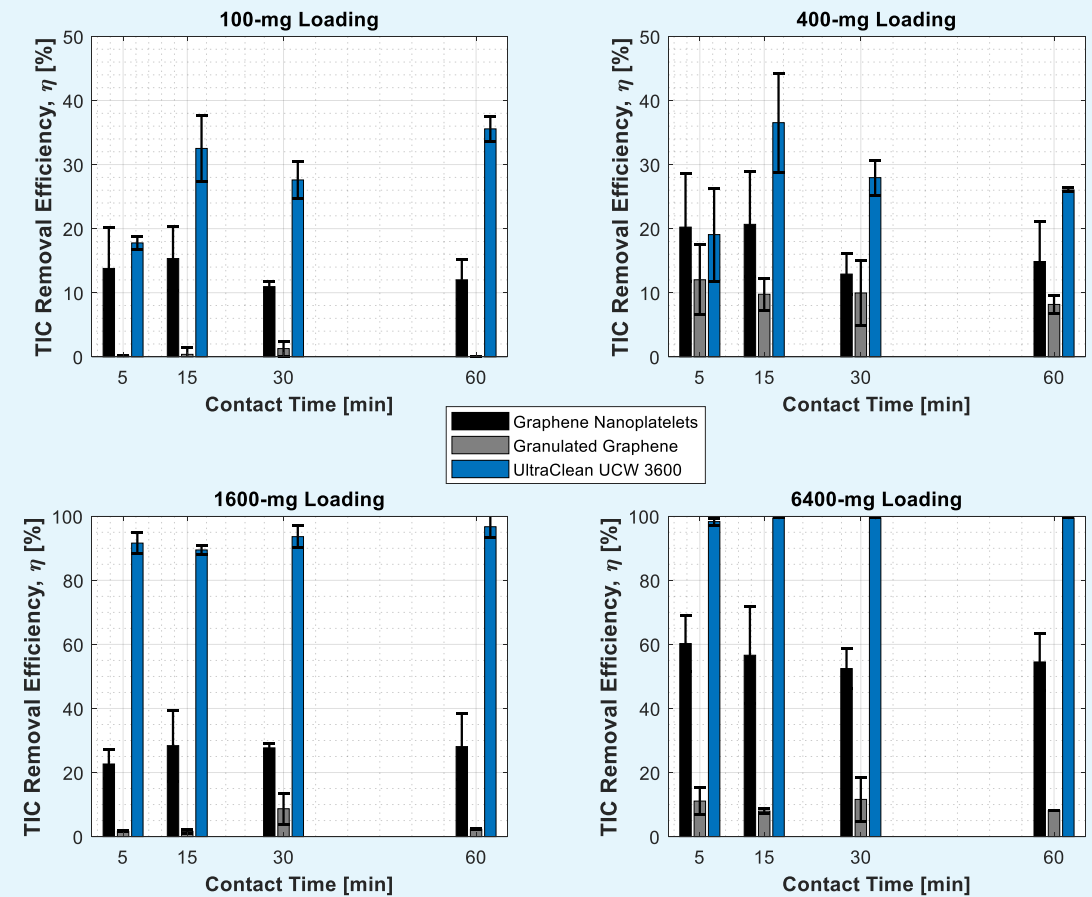 100-mg Loading
TIC Removal Efficiency, η [%]
50
40
30
20
10
0
5 15 30 60
Contact Time [min]
400-mg Loading
TIC Removal Efficiency, η [%]
50
40
30
20
10
0
5 15 30 60
Contact Time [min]
Graphene Nanoplatelets
Granulated Graphene
UltraClean UCW 3600
1600-mg Loading
TIC Removal Efficiency, η [%]
100
80
60
40
20
0
5 15 30 60
Contact Time [min]
6400-mg Loading
TIC Removal Efficiency, η [%]
100
80
60
40
20
0
5 15 30 60
Contact Time [min]